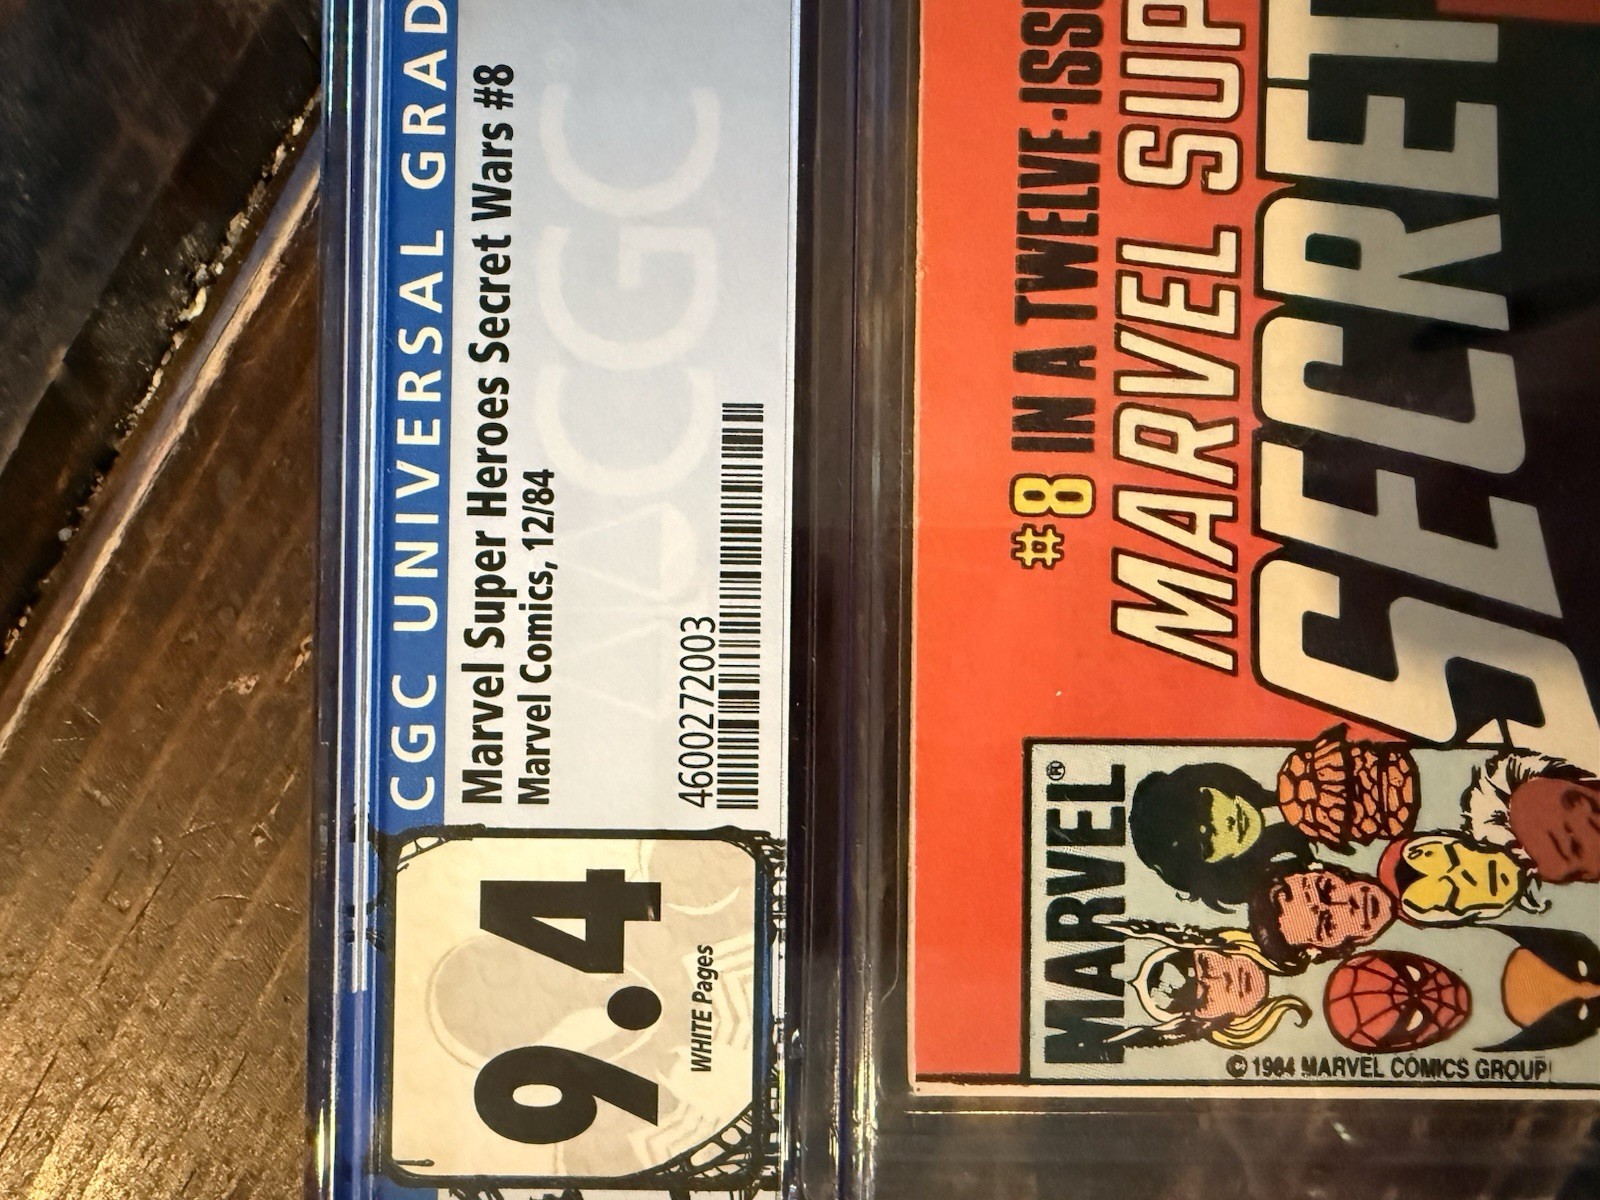 CGC UNIVERSAL GRAD
Marvel Super Heroes Secret Wars #8
Marvel Comics, 12/84
CGC
4600272003
9.4
WHITE Pages
#8 IN A TWELVE-ISSU
MARVEL SUP
SECRET
MARVEL®
© 1984 MARVEL COMICS GROUP